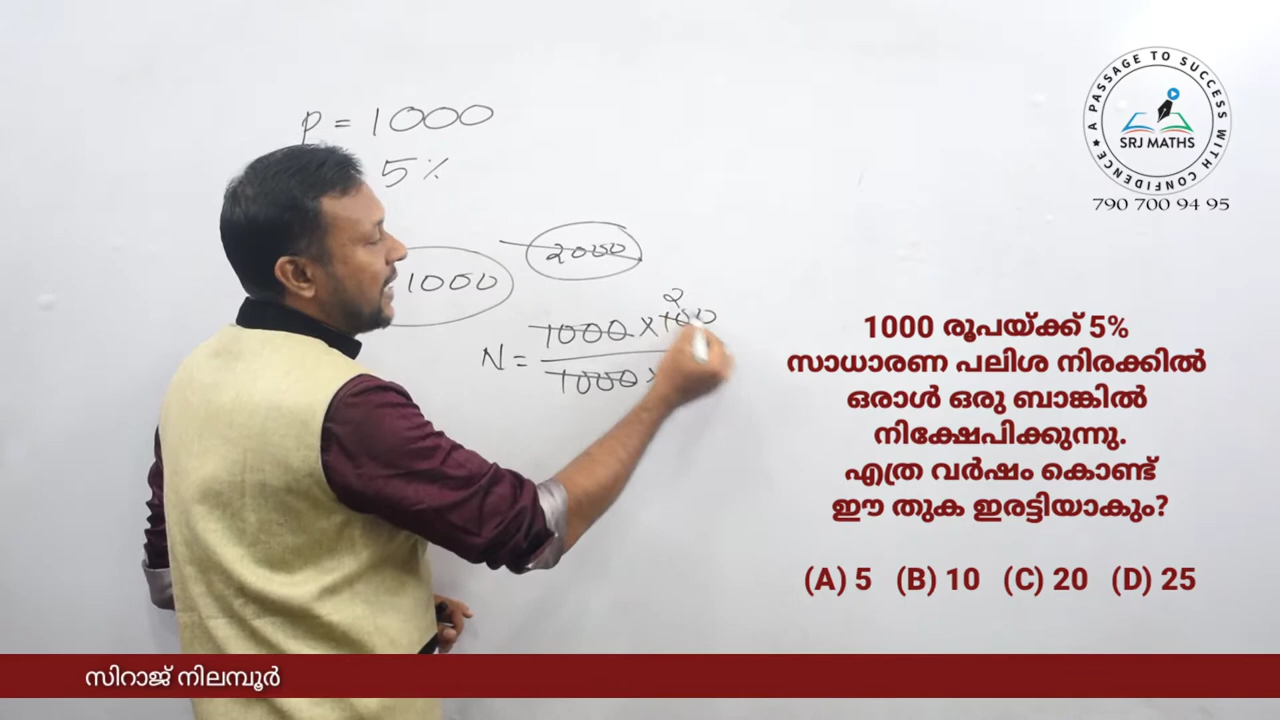 P = 1000
5%
1000
2000
N = 1000 x 100
2
1000 x
A PASSAGE TO SUCCESS WITH CONFIDENCE
SRJ MATHS
790 700 94 95
1000 രൂപയ്ക്ക് 5%
സാധാരണ പലിശ നിരക്കിൽ
ഒരാൾ ഒരു ബാങ്കിൽ
നിക്ഷേപിക്കുന്നു.
എത്ര വർഷം കൊണ്ട്
ഈ തുക ഇരട്ടിയാകും?
(A) 5 (B) 10 (C) 20 (D) 25
സിറാജ് നിലമ്പൂർ